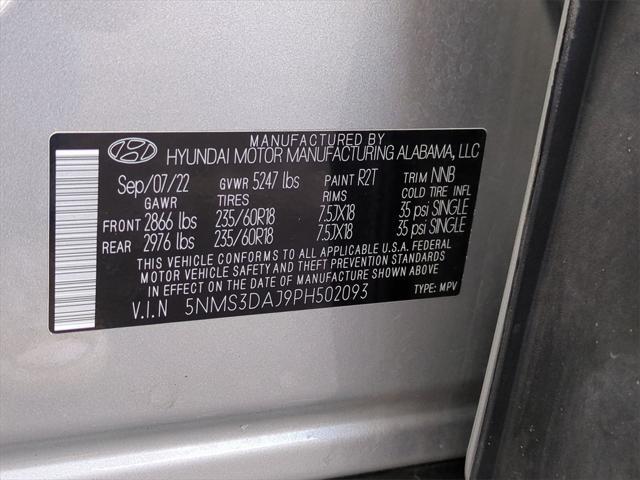 MANUFACTURED BY
HYUNDAI MOTOR MANUFACTURING ALABAMA, LLC
Sep/07/22 GVWR 5247 lbs PAINT R2T TRIM NNB
GAWR TIRES RIMS COLD TIRE INFL
FRONT 2866 lbs 235/60R18 7.5JX18 35 psi SINGLE
REAR 2976 lbs 235/60R18 7.5JX18 35 psi SINGLE
THIS VEHICLE CONFORMS TO ALL APPLICABLE U.S.A. FEDERAL
MOTOR VEHICLE SAFETY AND THEFT PREVENTION STANDARDS
IN EFFECT ON THE DATE OF MANUFACTURE SHOWN ABOVE.
V.I.N 5NMS3DAJ9PH502093 TYPE: MPV